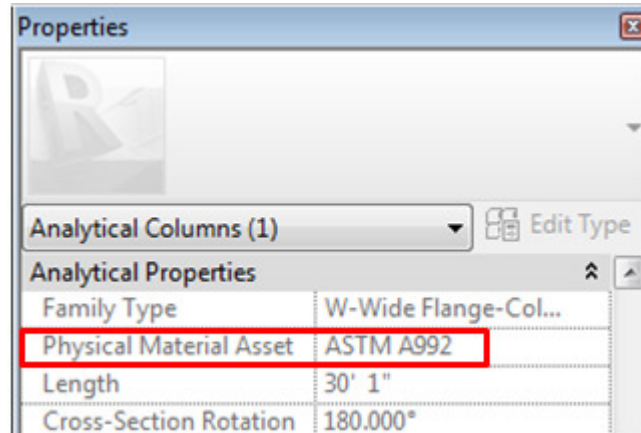 Properties
R
Analytical Columns (1) Edit Type
Analytical Properties
Family Type W-Wide Flange-Col...
Physical Material Asset ASTM A992
Length 30' 1"
Cross-Section Rotation 180.000°